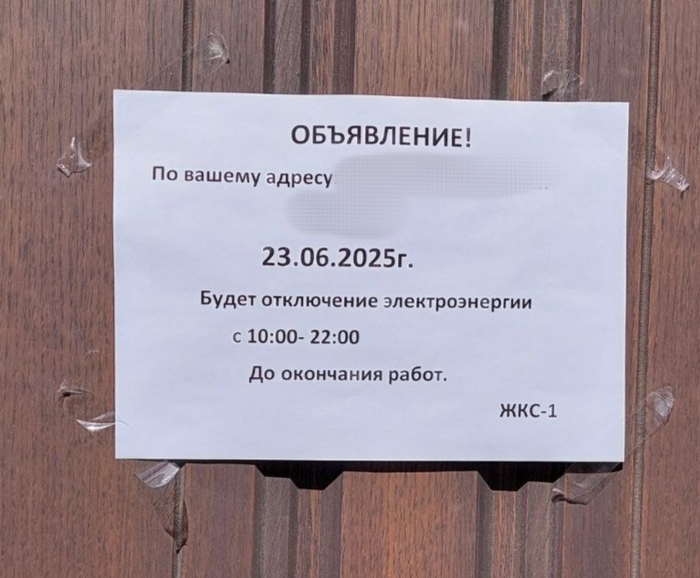 ОБЪЯВЛЕНИЕ!
По вашему адресу
23.06.2025г.
Будет отключение электроэнергии
с 10:00- 22:00
До окончания работ.
ЖКС-1